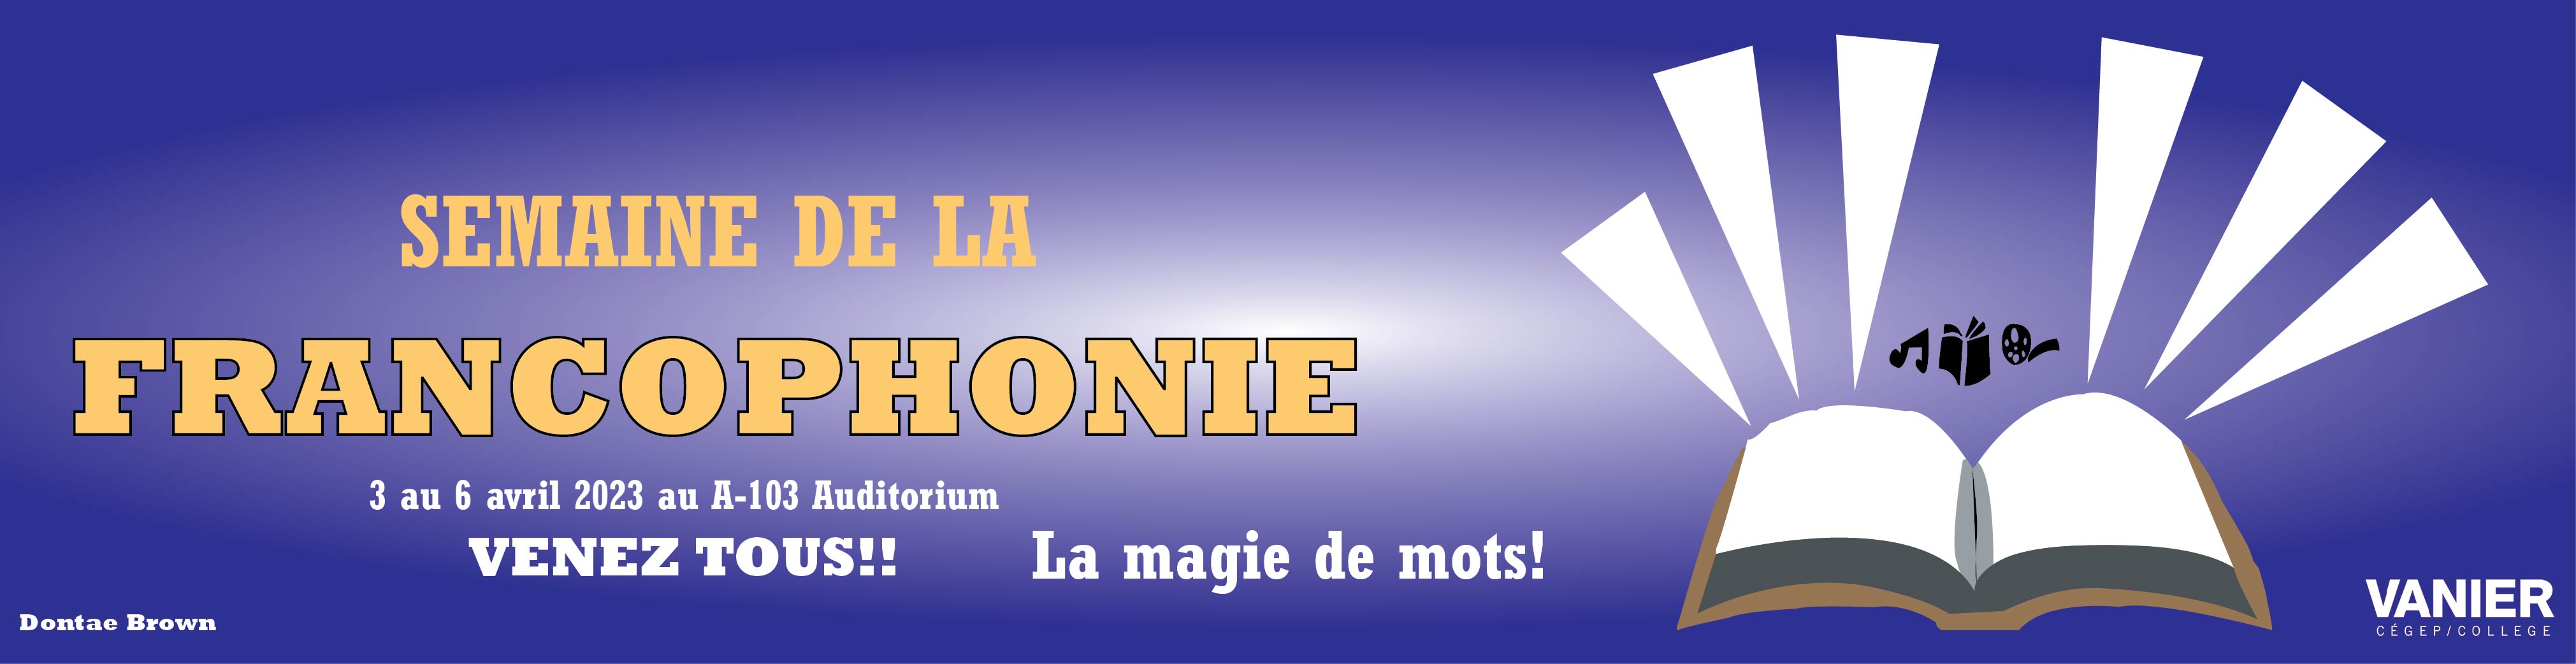 SEMAINE DE LA
FRANCOPHONIE
3 au 6 avril 2023 au A-103 Auditorium
VENEZ TOUS!!
La magie de mots!
Dontae Brown
VANIER
CÉGEP/COLLEGE